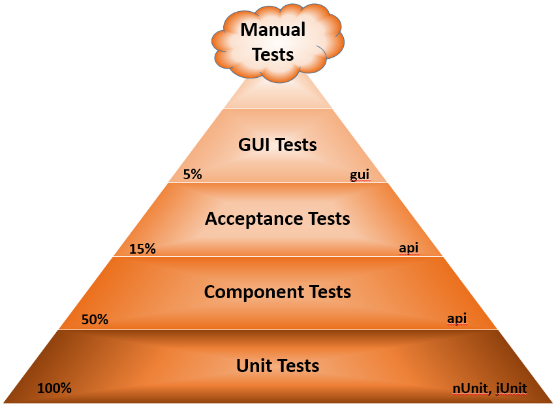 Manual
Tests
GUI Tests
5% gui
Acceptance Tests
15% api
Component Tests
50% api
Unit Tests
100% nUnit, jUnit